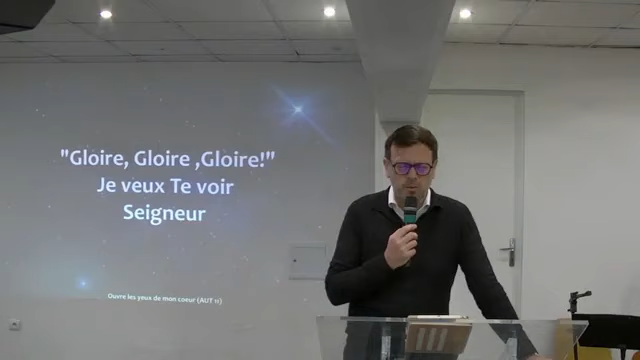 "Gloire, Gloire ,Gloire!"
Je veux Te voir
Seigneur
Ouvre les yeux de mon coeur (AUT 11)